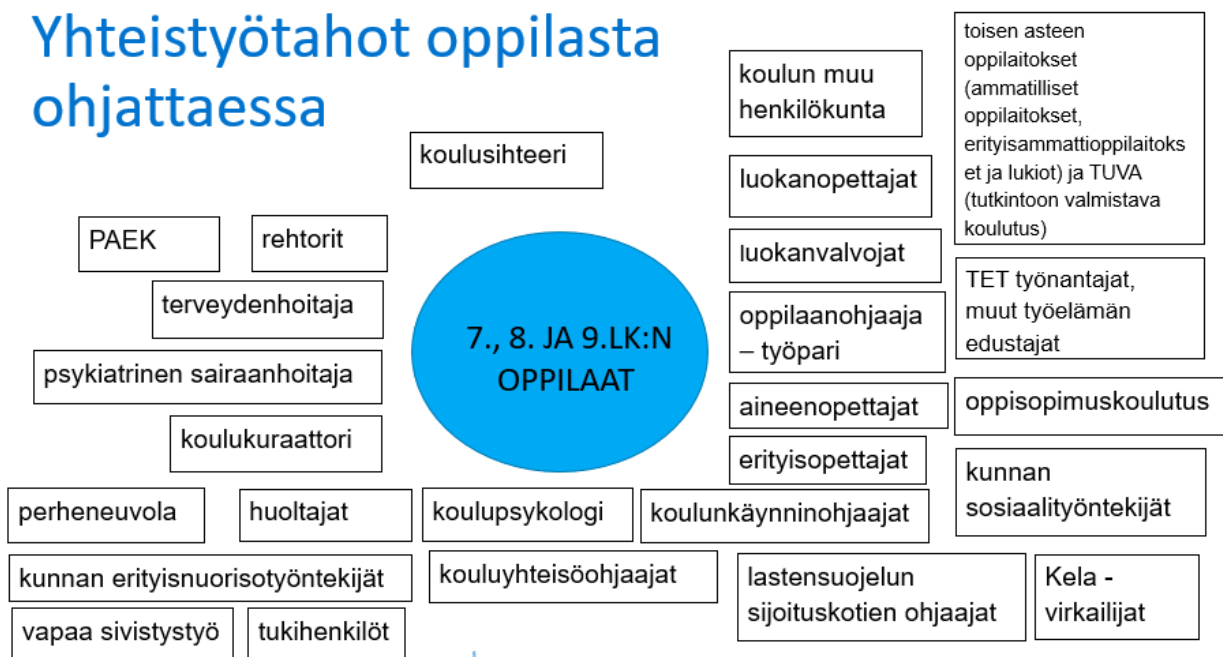 Yhteistyötahot oppilasta
ohjattaessa
koulusihteeri
PAEK
rehtorit
terveydenhoitaja
psykiatrinen sairaanhoitaja
koulukuraattori
7., 8. JA 9.LK:N
OPPILAAT
koulun muu
henkilökunta
luokanopettajat
luokanvalvojat
oppilaanohjaaja
– työpari
aineenopettajat
erityisopettajat
toisen asteen
oppilaitokset
(ammatilliset
oppilaitokset,
erityisammattioppilaitoks
et ja lukiot) ja TUVA
(tutkintoon valmistava
koulutus)
TET työnantajat,
muut työelämän
edustajat
oppisopimuskoulutus
kunnan
sosiaalityöntekijät
perheneuvola
huoltajat
koulupsykologi
koulunkäynninohjaajat
kunnan erityisnuorisotyöntekijät
kouluyhteisöohjaajat
lastensuojelun
sijoituskotien ohjaajat
Kela -
virkailijat
vapaa sivistystyö
tukihenkilöt